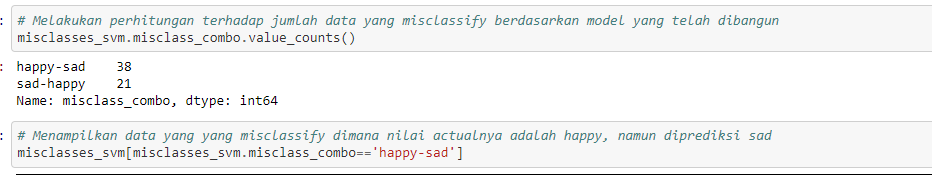 : # Melakukan perhitungan terhadap jumlah data yang misclassify berdasarkan model yang telah dibangun
misclasses_svm.misclass_combo.value_counts()
: happy-sad    38
sad-happy    21
Name: misclass_combo, dtype: int64
: # Menampilkan data yang yang misclassify dimana nilai actualnya adalah happy, namun diprediksi sad
misclasses_svm[misclasses_svm.misclass_combo=='happy-sad']